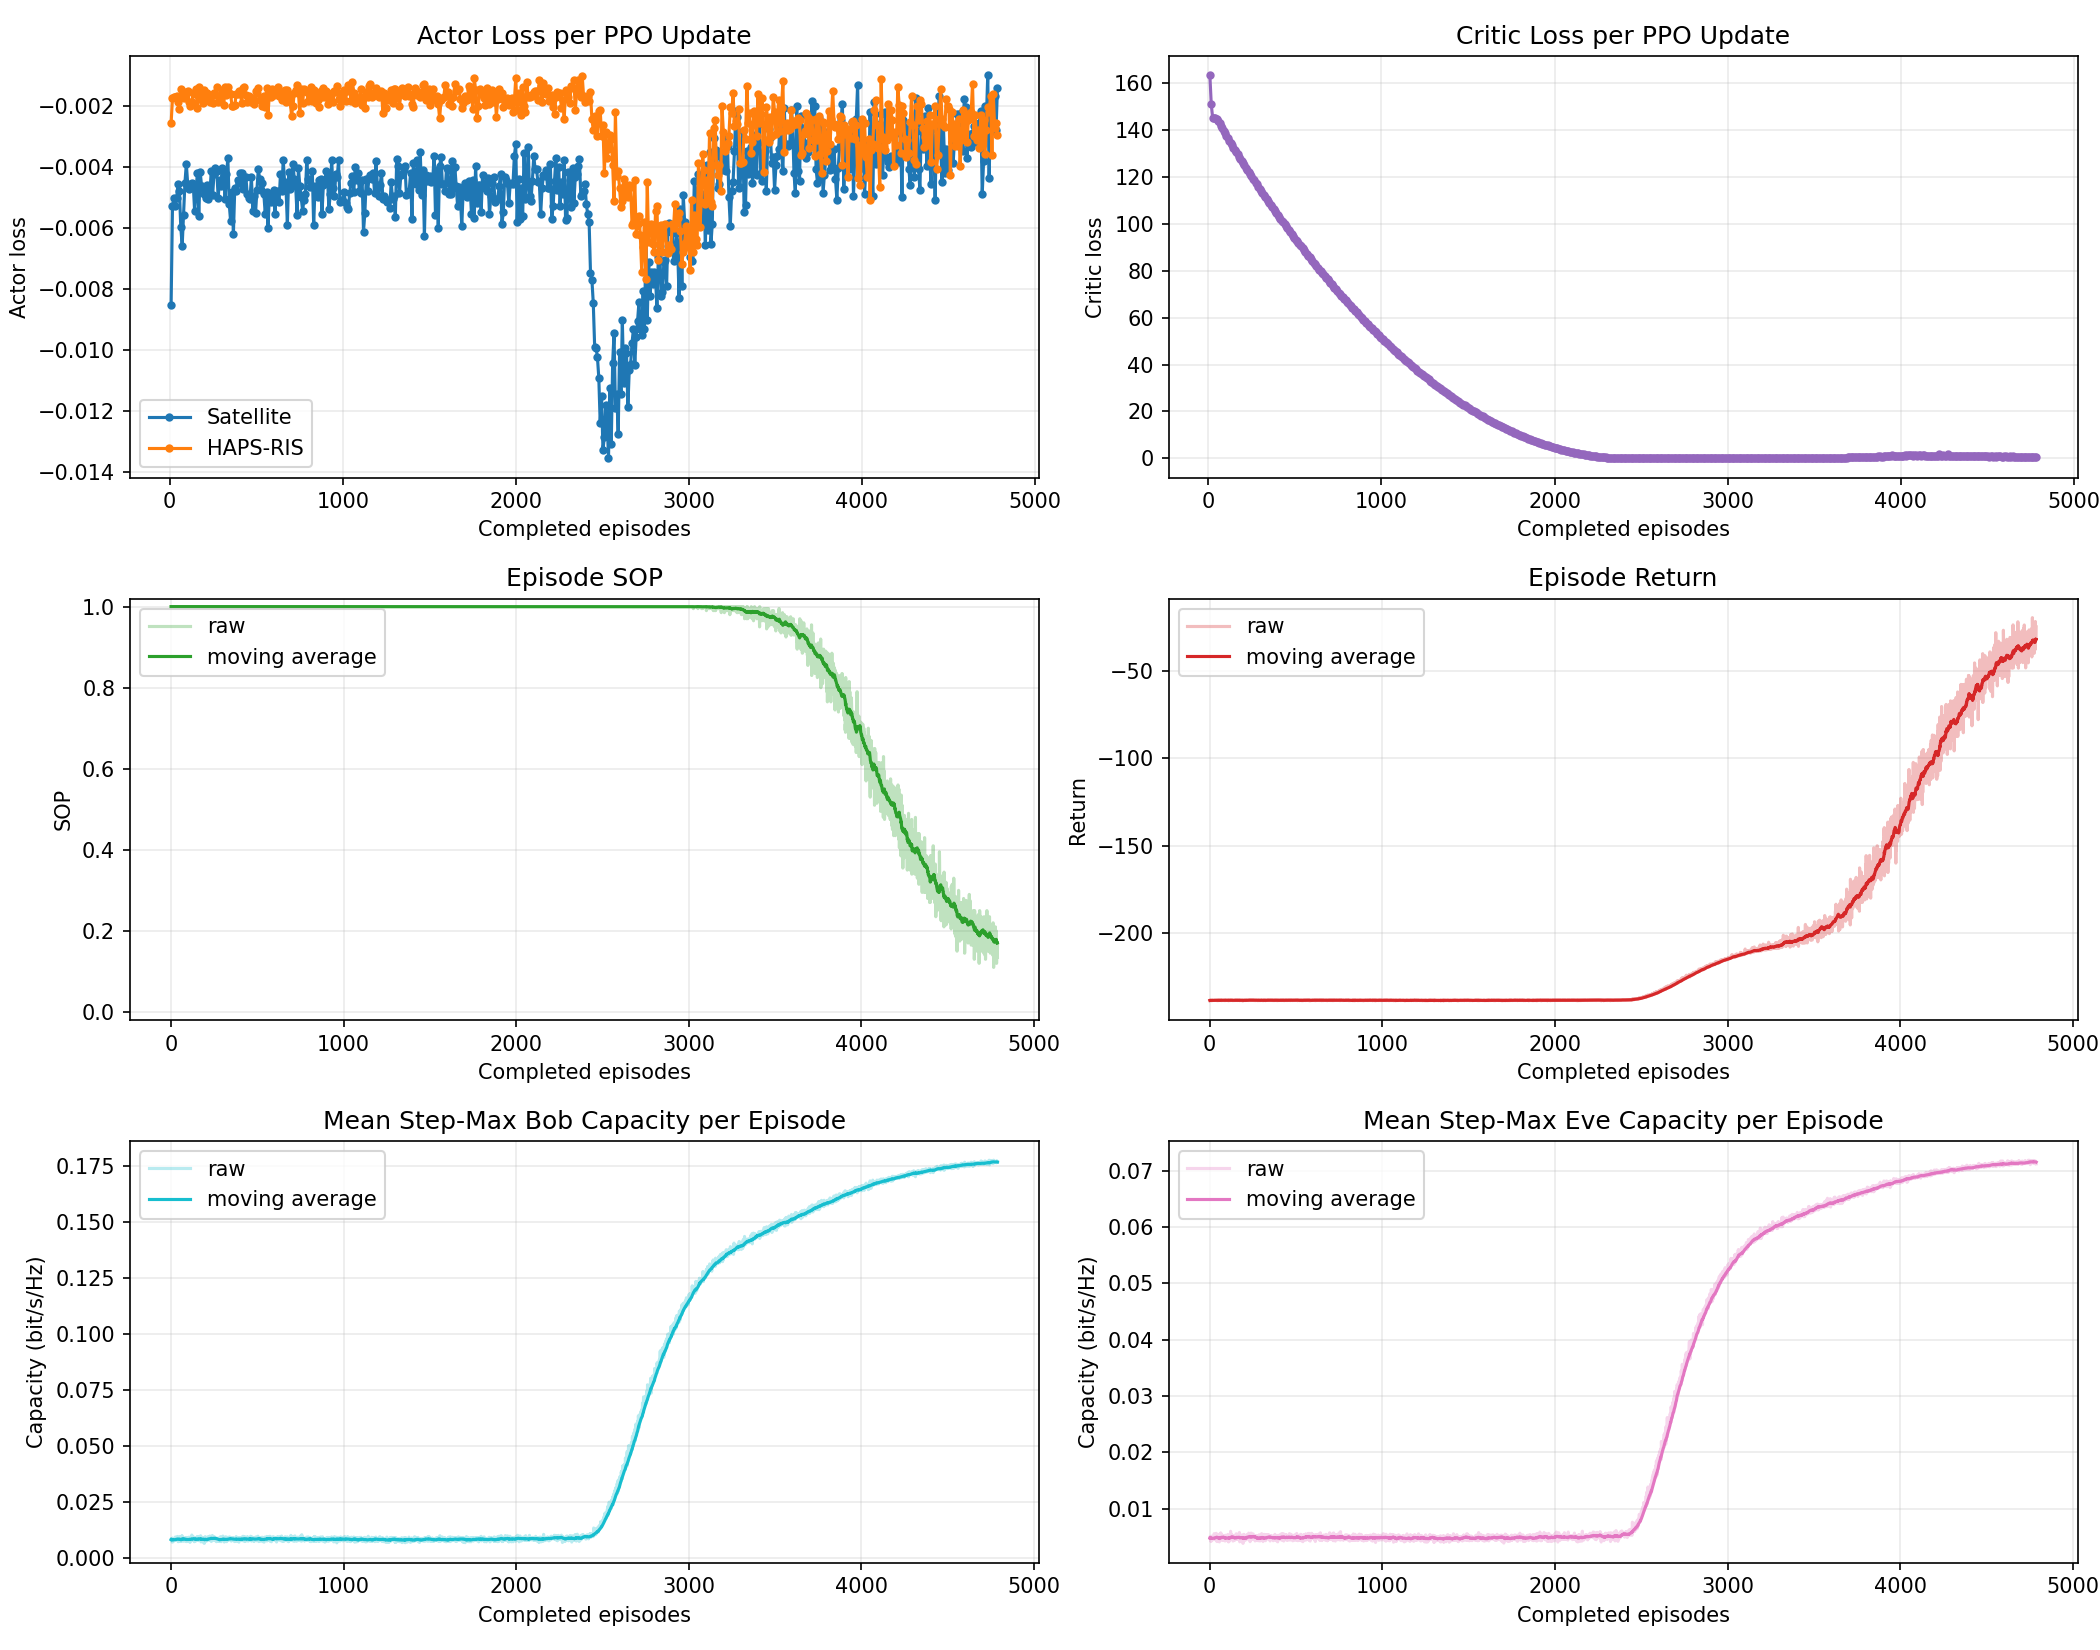 Actor Loss per PPO Update
Actor loss
−0.002
−0.004
−0.006
−0.008
−0.010
−0.012
−0.014
Satellite
HAPS-RIS
0 1000 2000 3000 4000 5000
Completed episodes
Critic Loss per PPO Update
Critic loss
160
140
120
100
80
60
40
20
0
0 1000 2000 3000 4000 5000
Completed episodes
Episode SOP
SOP
1.0
0.8
0.6
0.4
0.2
0.0
raw
moving average
0 1000 2000 3000 4000 5000
Completed episodes
Episode Return
Return
−50
−100
−150
−200
raw
moving average
0 1000 2000 3000 4000 5000
Completed episodes
Mean Step-Max Bob Capacity per Episode
Capacity (bit/s/Hz)
0.175
0.150
0.125
0.100
0.075
0.050
0.025
0.000
raw
moving average
0 1000 2000 3000 4000 5000
Completed episodes
Mean Step-Max Eve Capacity per Episode
Capacity (bit/s/Hz)
0.07
0.06
0.05
0.04
0.03
0.02
0.01
raw
moving average
0 1000 2000 3000 4000 5000
Completed episodes